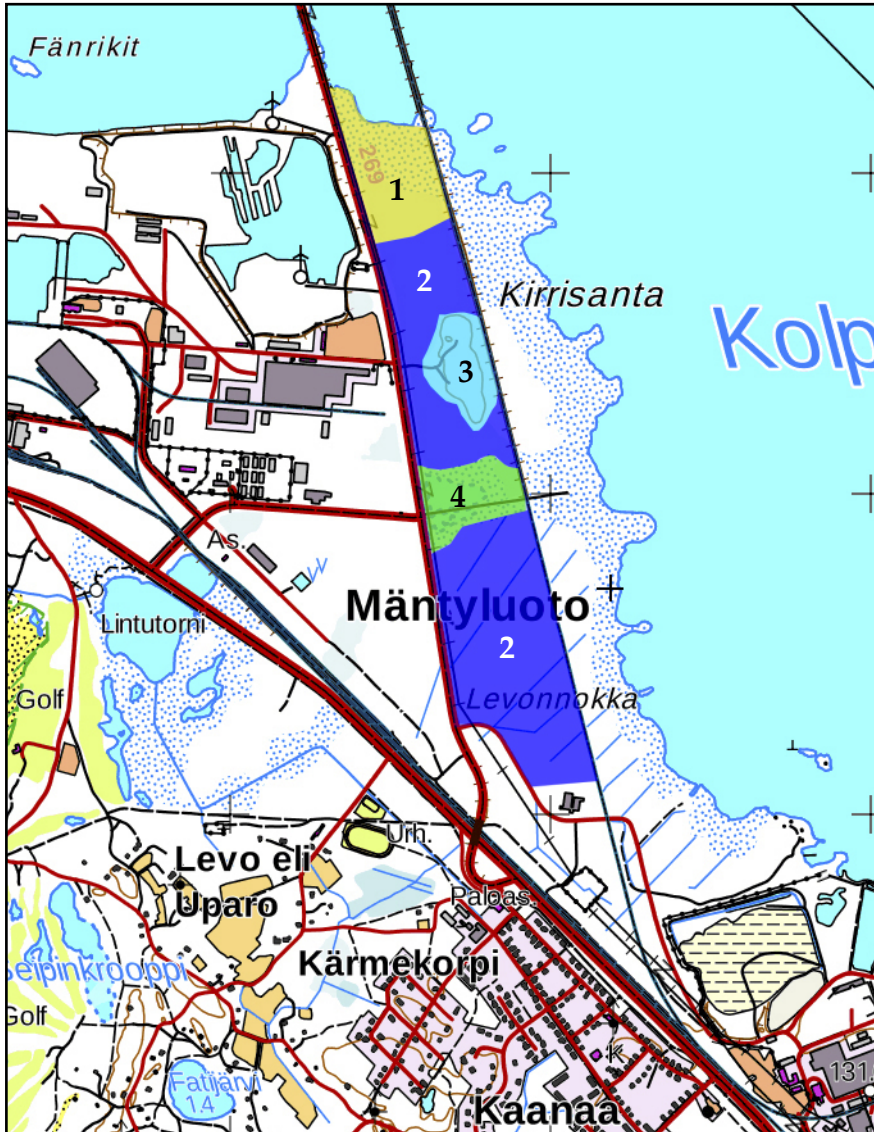 Fänrikit
269
1
2
Kirrisanta
Kolp
3
4
As.
Mäntyluoto
Lintutorni
2
Golf
Levonnokka
Urh.
Levo eli
Uparo
Paloas.
Kärmekorpi
Seipinkrooppi
Golf
K
Fatijärvi
1.4
131.
Kaanaa